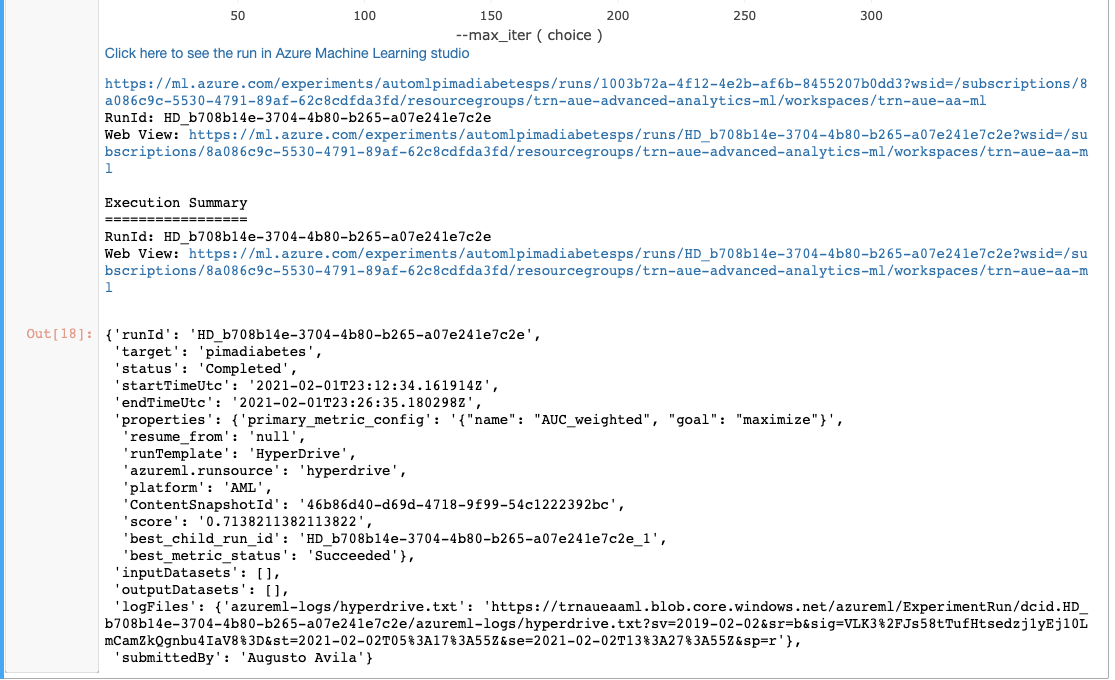 50 100 150 200 250 300
--max_iter ( choice )
Click here to see the run in Azure Machine Learning studio
https://ml.azure.com/experiments/automlpimadiabetesps/runs/1003b72a-4f12-4e2b-af6b-8455207b0dd3?wsid=/subscriptions/8
a086c9c-5530-4791-89af-62c8cdfda3fd/resourcegroups/trn-aue-advanced-analytics-ml/workspaces/trn-aue-aa-ml
RunId: HD_b708b14e-3704-4b80-b265-a07e241e7c2e
Web View: https://ml.azure.com/experiments/automlpimadiabetesps/runs/HD_b708b14e-3704-4b80-b265-a07e241e7c2e?wsid=/su
bscriptions/8a086c9c-5530-4791-89af-62c8cdfda3fd/resourcegroups/trn-aue-advanced-analytics-ml/workspaces/trn-aue-aa-m
l
Execution Summary
=================
RunId: HD_b708b14e-3704-4b80-b265-a07e241e7c2e
Web View: https://ml.azure.com/experiments/automlpimadiabetesps/runs/HD_b708b14e-3704-4b80-b265-a07e241e7c2e?wsid=/su
bscriptions/8a086c9c-5530-4791-89af-62c8cdfda3fd/resourcegroups/trn-aue-advanced-analytics-ml/workspaces/trn-aue-aa-m
l
Out[18]: {'runId': 'HD_b708b14e-3704-4b80-b265-a07e241e7c2e',
'target': 'pimadiabetes',
'status': 'Completed',
'startTimeUtc': '2021-02-01T23:12:34.161914Z',
'endTimeUtc': '2021-02-01T23:26:35.180298Z',
'properties': {'primary_metric_config': '{"name": "AUC_weighted", "goal": "maximize"}',
'resume_from': 'null',
'runTemplate': 'HyperDrive',
'azureml.runsource': 'hyperdrive',
'platform': 'AML',
'ContentSnapshotId': '46b86d40-d69d-4718-9f99-54c1222392bc',
'score': '0.7138211382113822',
'best_child_run_id': 'HD_b708b14e-3704-4b80-b265-a07e241e7c2e_1',
'best_metric_status': 'Succeeded'},
'inputDatasets': [],
'outputDatasets': [],
'logFiles': {'azureml-logs/hyperdrive.txt': 'https://trnaueaaml.blob.core.windows.net/azureml/ExperimentRun/dcid.HD_
b708b14e-3704-4b80-b265-a07e241e7c2e/azureml-logs/hyperdrive.txt?sv=2019-02-02&sr=b&sig=VLK3%2FJs58tTufHtsedzj1yEj10L
mCamZkQgnbu4IaV8%3D&st=2021-02-02T05%3A17%3A55Z&se=2021-02-02T13%3A27%3A55Z&sp=r'},
'submittedBy': 'Augusto Avila'}